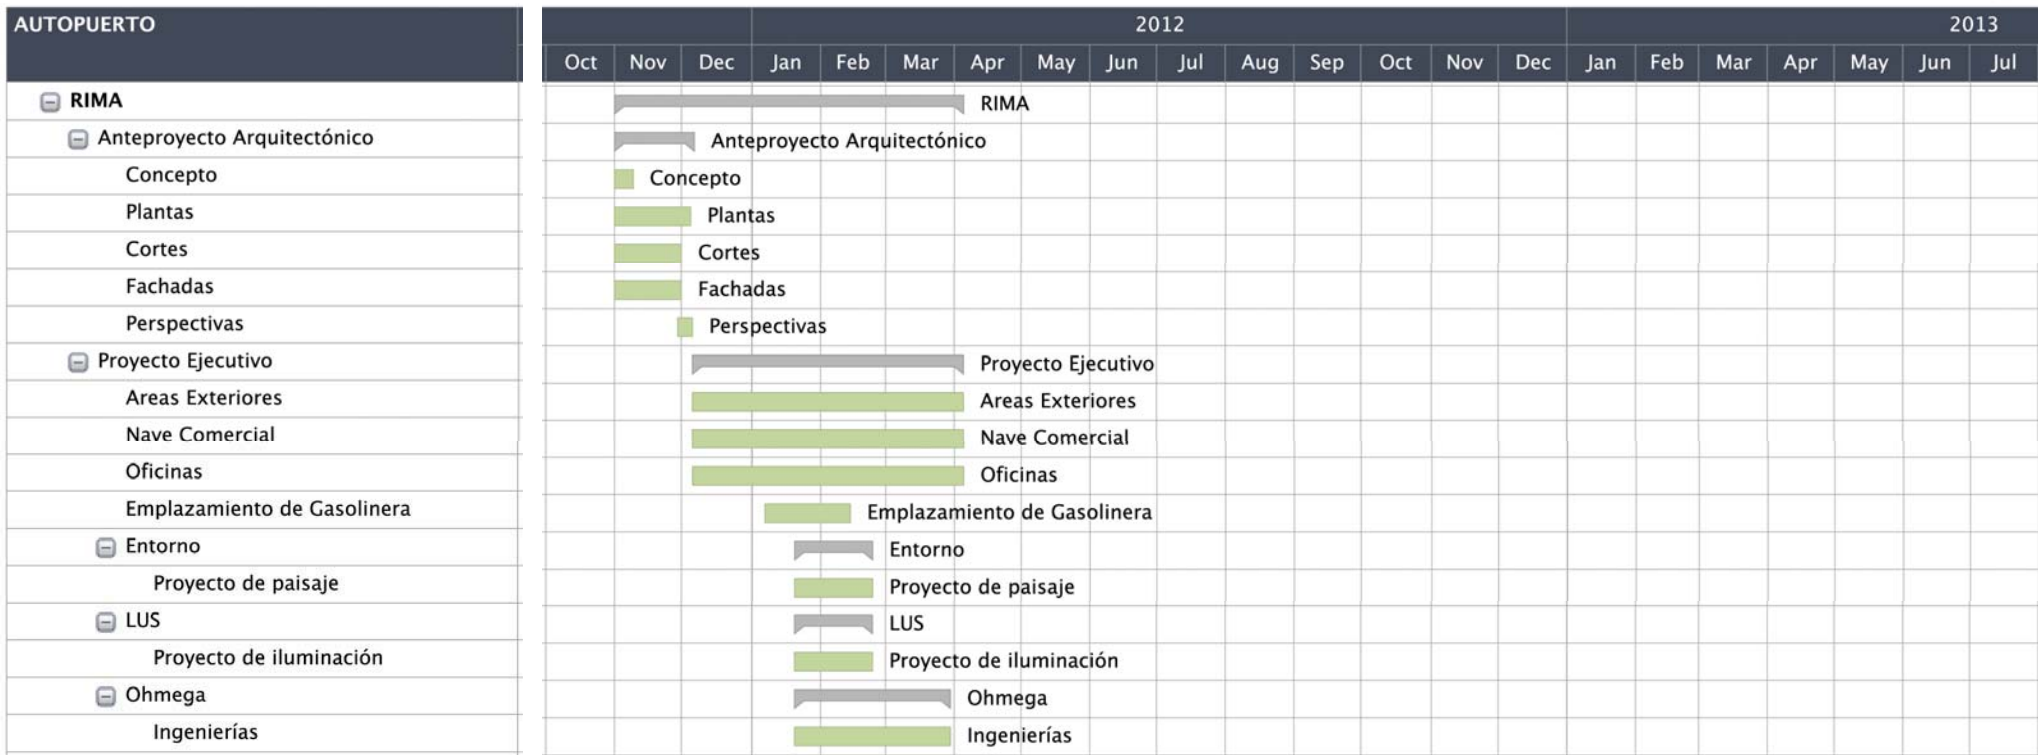 AUTOPUERTO
2012 2013
Oct Nov Dec Jan Feb Mar Apr May Jun Jul Aug Sep Oct Nov Dec Jan Feb Mar Apr May Jun Jul
RIMA RIMA
Anteproyecto Arquitectónico Anteproyecto Arquitectónico
Concepto Concepto
Plantas Plantas
Cortes Cortes
Fachadas Fachadas
Perspectivas Perspectivas
Proyecto Ejecutivo Proyecto Ejecutivo
Areas Exteriores Areas Exteriores
Nave Comercial Nave Comercial
Oficinas Oficinas
Emplazamiento de Gasolinera Emplazamiento de Gasolinera
Entorno Entorno
Proyecto de paisaje Proyecto de paisaje
LUS LUS
Proyecto de iluminación Proyecto de iluminación
Ohmega Ohmega
Ingenierías Ingenierías